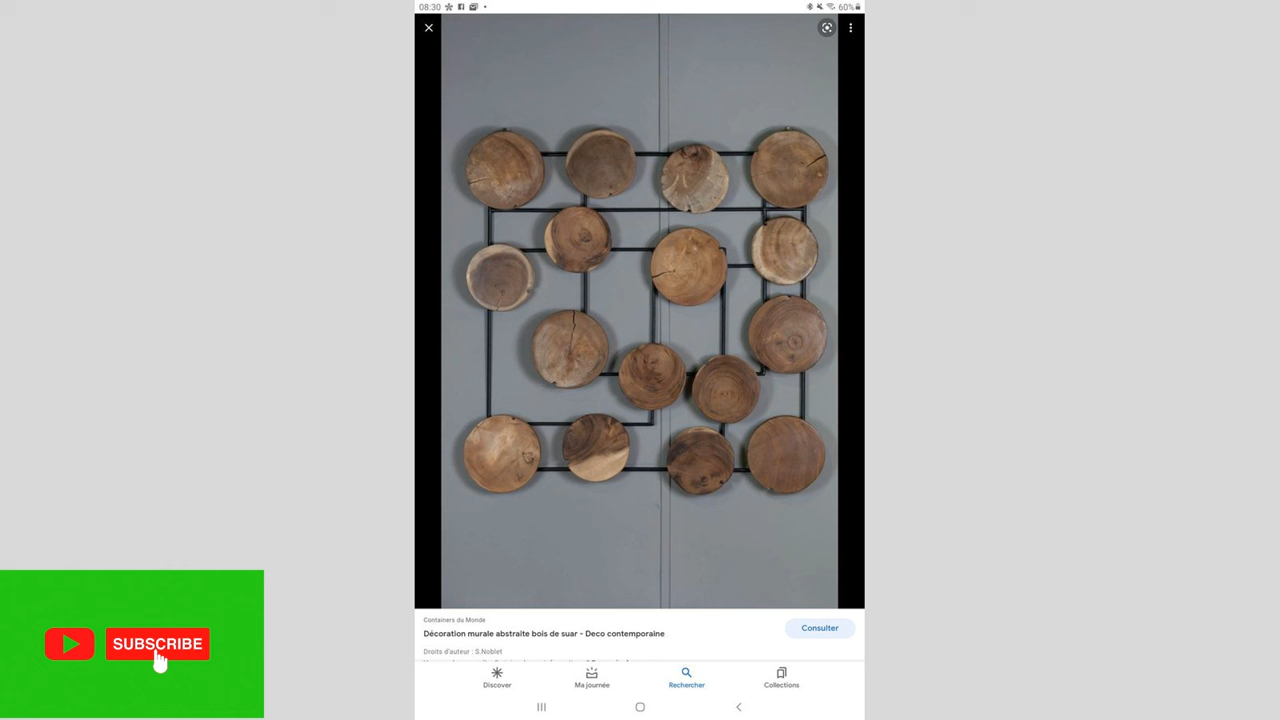 08:30
60%
Containers du Monde
Décoration murale abstraite bois de suar - Deco contemporaine
Consulter
Droits d'auteur : S.Noblet
Discover
Ma journée
Rechercher
Collections
SUBSCRIBE